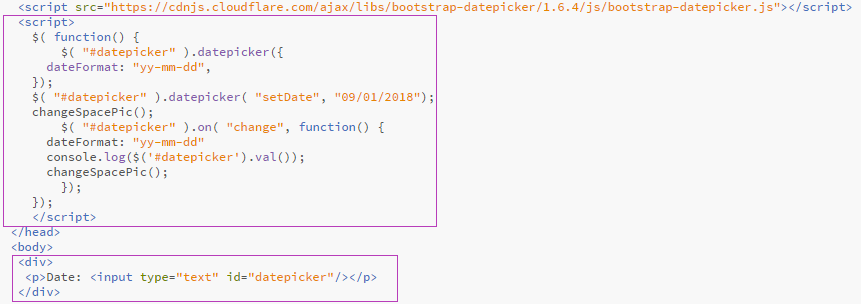 <script src="https://cdnjs.cloudflare.com/ajax/libs/bootstrap-datepicker/1.6.4/js/bootstrap-datepicker.js"></script>
<script>
$( function() {
$( "#datepicker" ).datepicker({
dateFormat: "yy-mm-dd",
});
$( "#datepicker" ).datepicker( "setDate", "09/01/2018");
changeSpacePic();
$( "#datepicker" ).on( "change", function() {
dateFormat: "yy-mm-dd"
console.log($('#datepicker').val());
changeSpacePic();
});
});
</script>
</head>
<body>
<div>
<p>Date: <input type="text" id="datepicker"/></p>
</div>